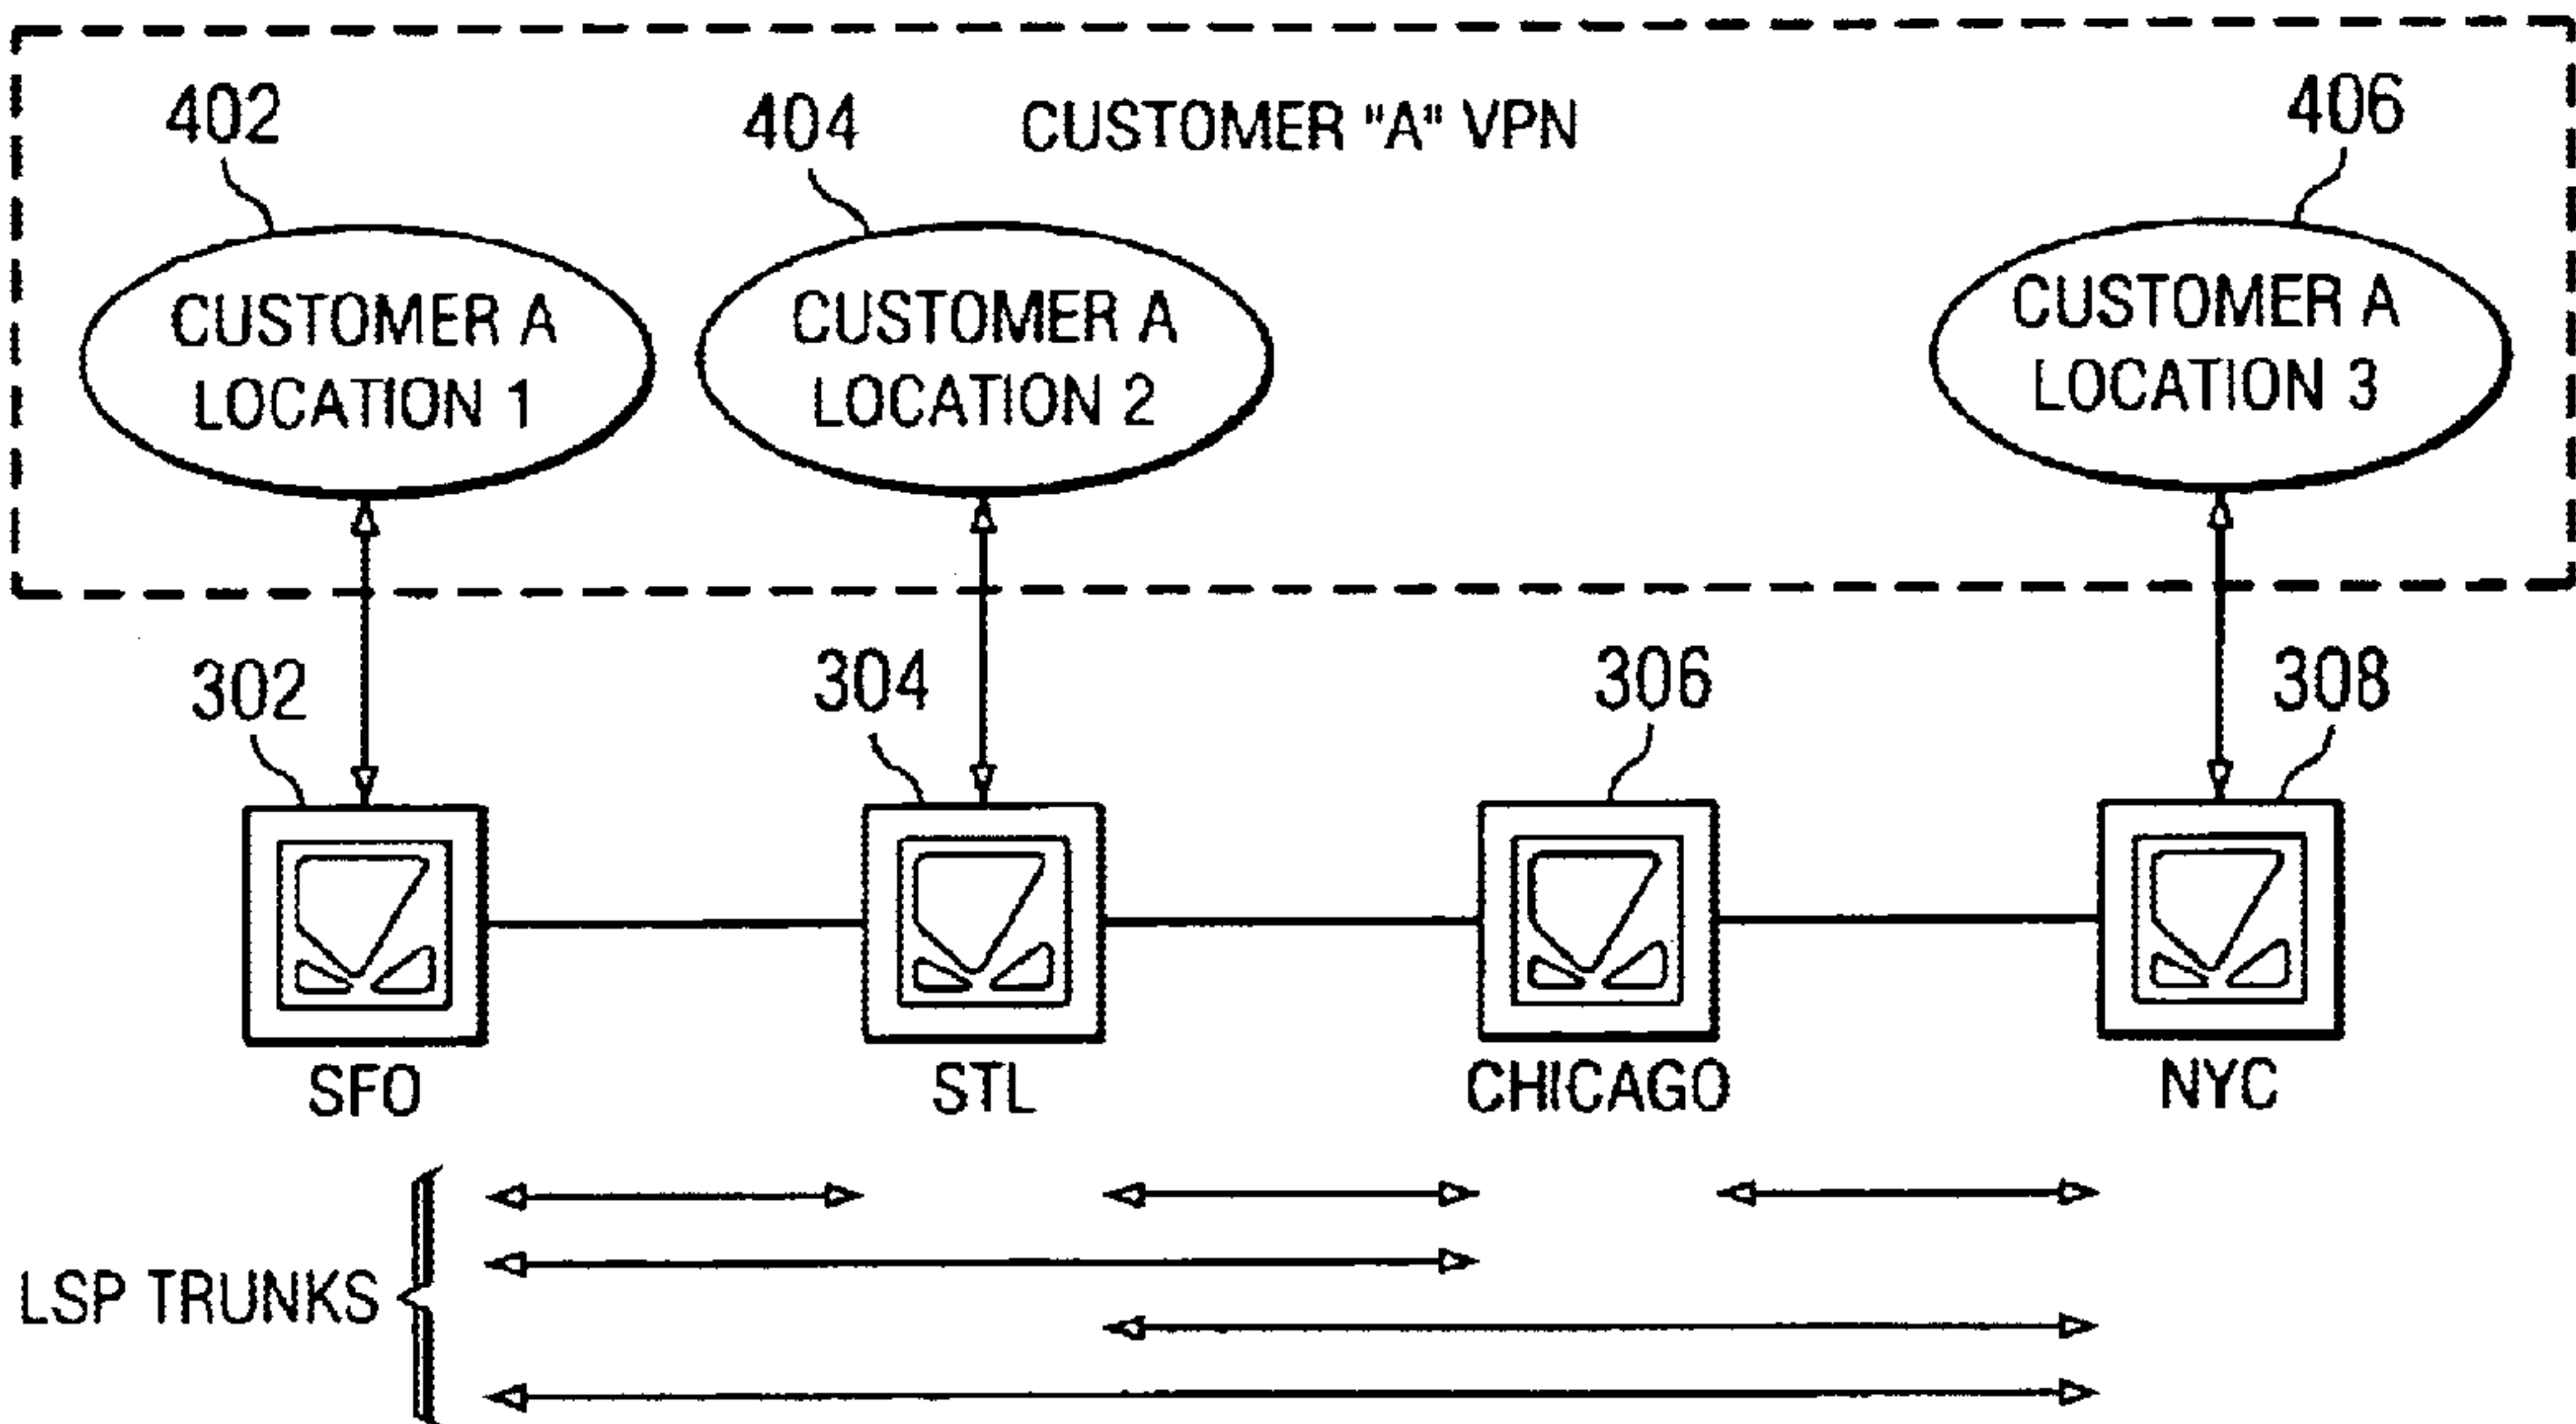 402
404
CUSTOMER "A" VPN
406
CUSTOMER A
LOCATION 1
CUSTOMER A
LOCATION 2
CUSTOMER A
LOCATION 3
302
304
306
308
SFO
STL
CHICAGO
NYC
LSP TRUNKS